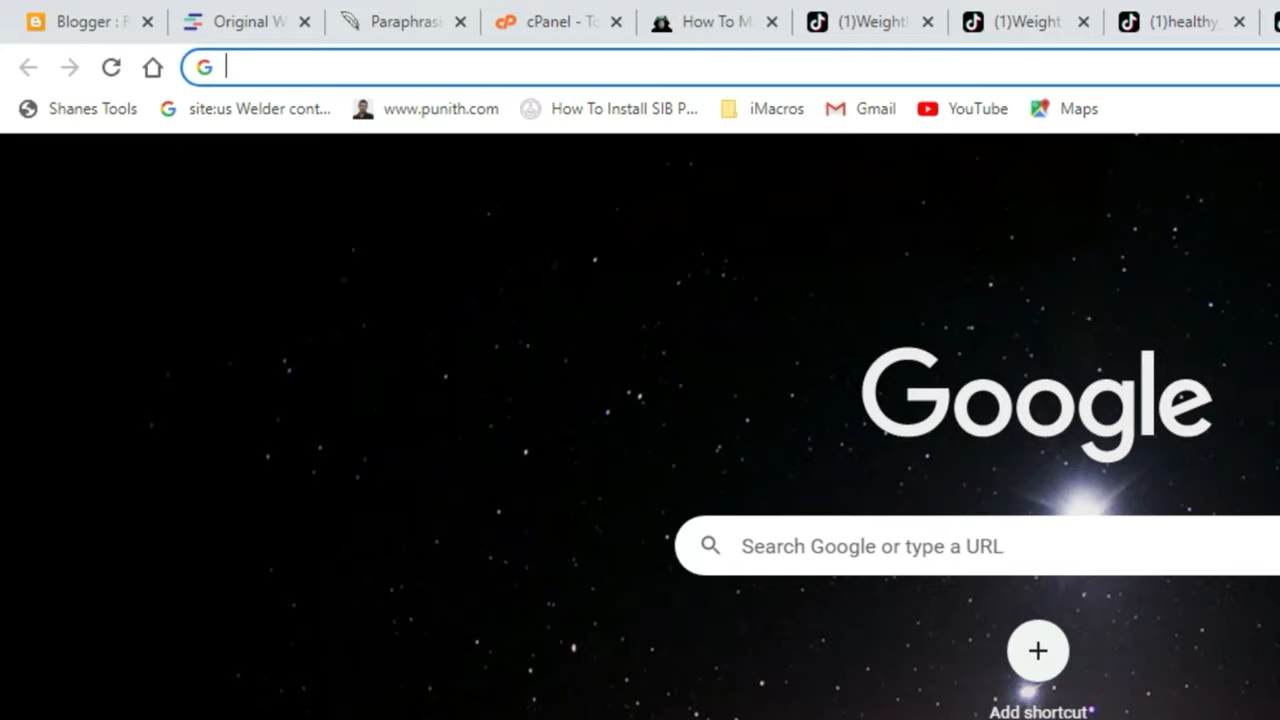 Blogger : Original W Paraphrasi cPanel - To How To M (1)Weight (1)Weight (1)healthy
Shanes Tools site:us Welder cont... www.punith.com How To Install SIB P... iMacros Gmail YouTube Maps
Google
Search Google or type a URL
Add shortcut